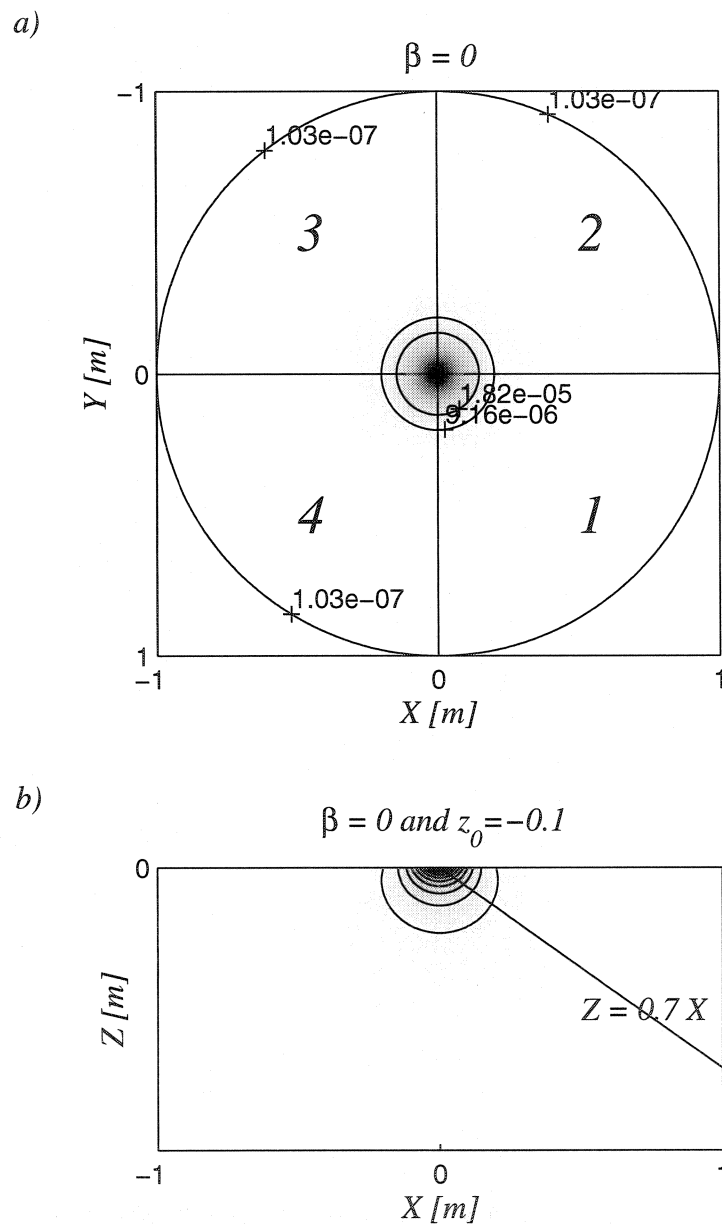 a)
β = 0
−1
1.03e−07
1.03e−07
3
2
Y [m]
0
1.82e−05
9.16e−06
4
1
1.03e−07
1
−1
0
1
X [m]
b)
β = 0 and z0=−0.1
0
Z [m]
Z = 0.7 X
−1
0
1
X [m]